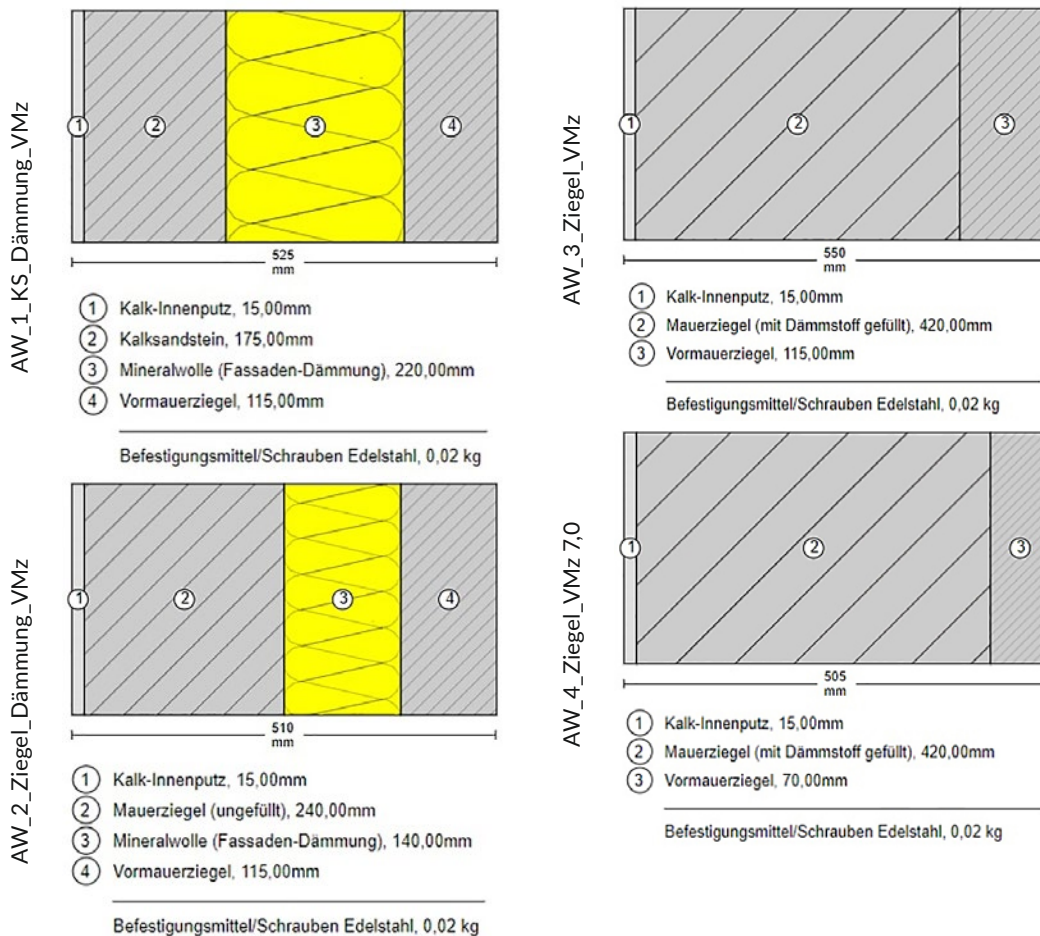 AW_1_KS_Dämmung_VMz
1
2
3
4
525
mm
1 Kalk-Innenputz, 15,00mm
2 Kalksandstein, 175,00mm
3 Mineralwolle (Fassaden-Dämmung), 220,00mm
4 Vormauerziegel, 115,00mm
Befestigungsmittel/Schrauben Edelstahl, 0,02 kg
AW_2_Ziegel_Dämmung_VMz
1
2
3
4
510
mm
1 Kalk-Innenputz, 15,00mm
2 Mauerziegel (ungefüllt), 240,00mm
3 Mineralwolle (Fassaden-Dämmung), 140,00mm
4 Vormauerziegel, 115,00mm
Befestigungsmittel/Schrauben Edelstahl, 0,02 kg
AW_3_Ziegel_VMz
1
2
3
550
mm
1 Kalk-Innenputz, 15,00mm
2 Mauerziegel (mit Dämmstoff gefüllt), 420,00mm
3 Vormauerziegel, 115,00mm
Befestigungsmittel/Schrauben Edelstahl, 0,02 kg
AW_4_Ziegel_VMz 7,0
1
2
3
505
mm
1 Kalk-Innenputz, 15,00mm
2 Mauerziegel (mit Dämmstoff gefüllt), 420,00mm
3 Vormauerziegel, 70,00mm
Befestigungsmittel/Schrauben Edelstahl, 0,02 kg